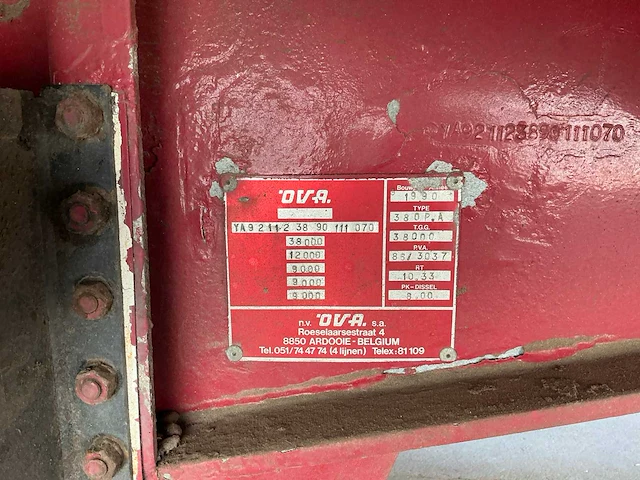 YA92112389O111070
OVA.
YA9 211-2 38 90 111 070
38000
12000
9000
9000
9000
1990
TYPE
380P.A
T.G.G.
38000
P.V.A.
86/3037
RT
10.33
PK-DISSEL
8.00
n.v. OVA. s.a.
Roeselaarsestraat 4
8850 ARDOOIE-BELGIUM
Tel.051/74 47 74 (4 lijnen) Telex:81109